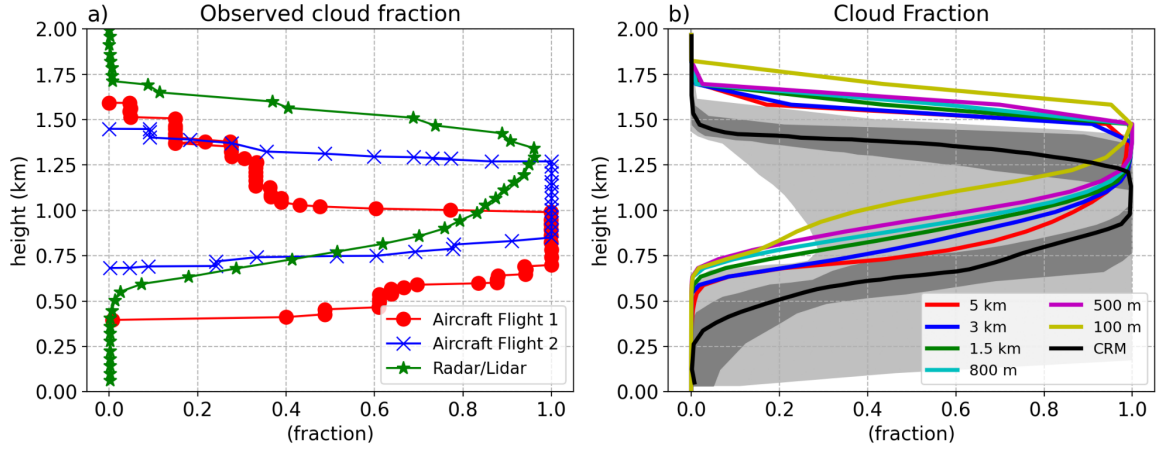 a) Observed cloud fraction
2.00
1.75
1.50
1.25
1.00
0.75
0.50
0.25
0.00
height (km)
0.0 0.2 0.4 0.6 0.8 1.0
(fraction)
Aircraft Flight 1
Aircraft Flight 2
Radar/Lidar
b) Cloud Fraction
2.00
1.75
1.50
1.25
1.00
0.75
0.50
0.25
0.00
height (km)
0.0 0.2 0.4 0.6 0.8 1.0
(fraction)
5 km
3 km
1.5 km
800 m
500 m
100 m
CRM